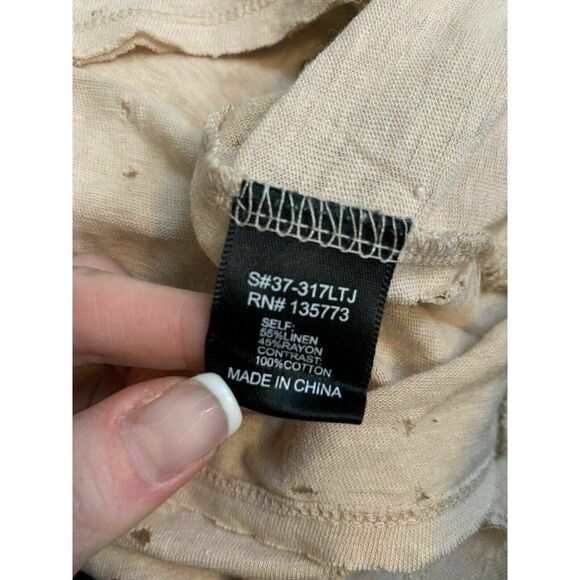 S#37-317LTJ
RN# 135773
SELF:
55%LINEN
45%RAYON
CONTRAST:
100%COTTON
MADE IN CHINA